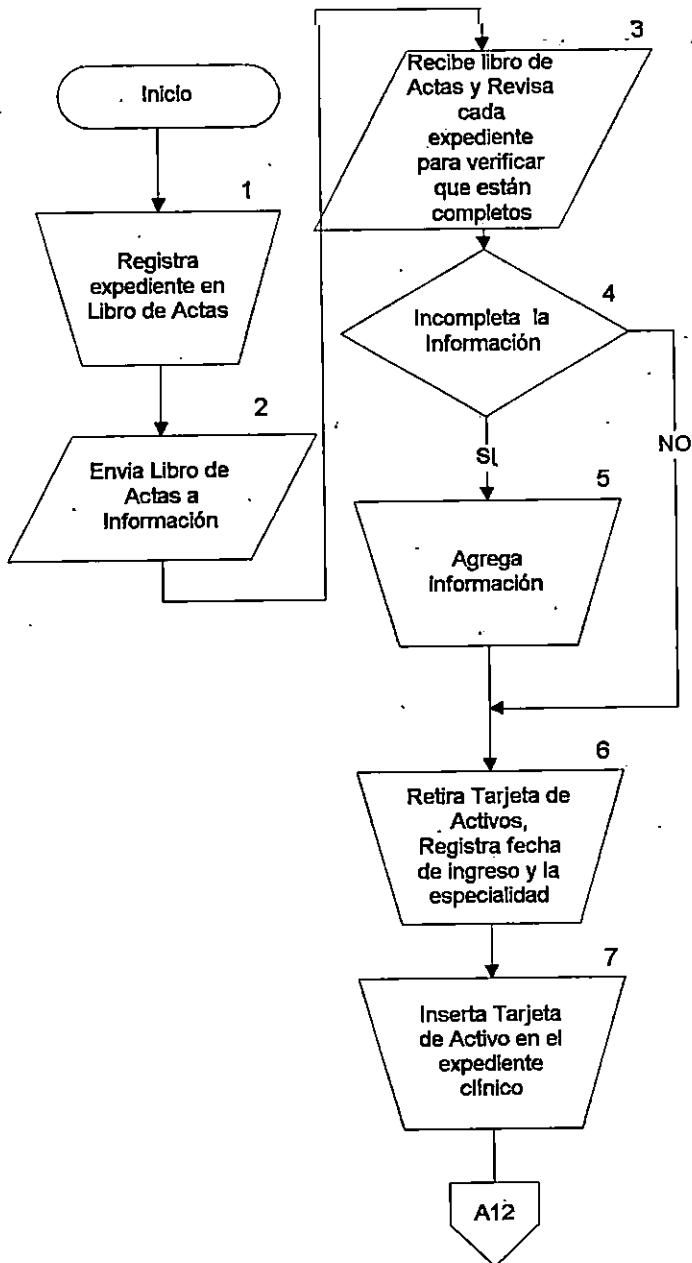 Inicio
1
Registra
expediente en
Libro de Actas
2
Envia Libro de
Actas a
Información
3
Recibe libro de
Actas y Revisa
cada
expediente
para verificar
que están
completos
4
Incompleta la
Información
NO
SI
5
Agrega
información
6
Retira Tarjeta de
Activos,
Registra fecha
de ingreso y la
especialidad
7
Inserta Tarjeta
de Activo en el
expediente
clínico
A12